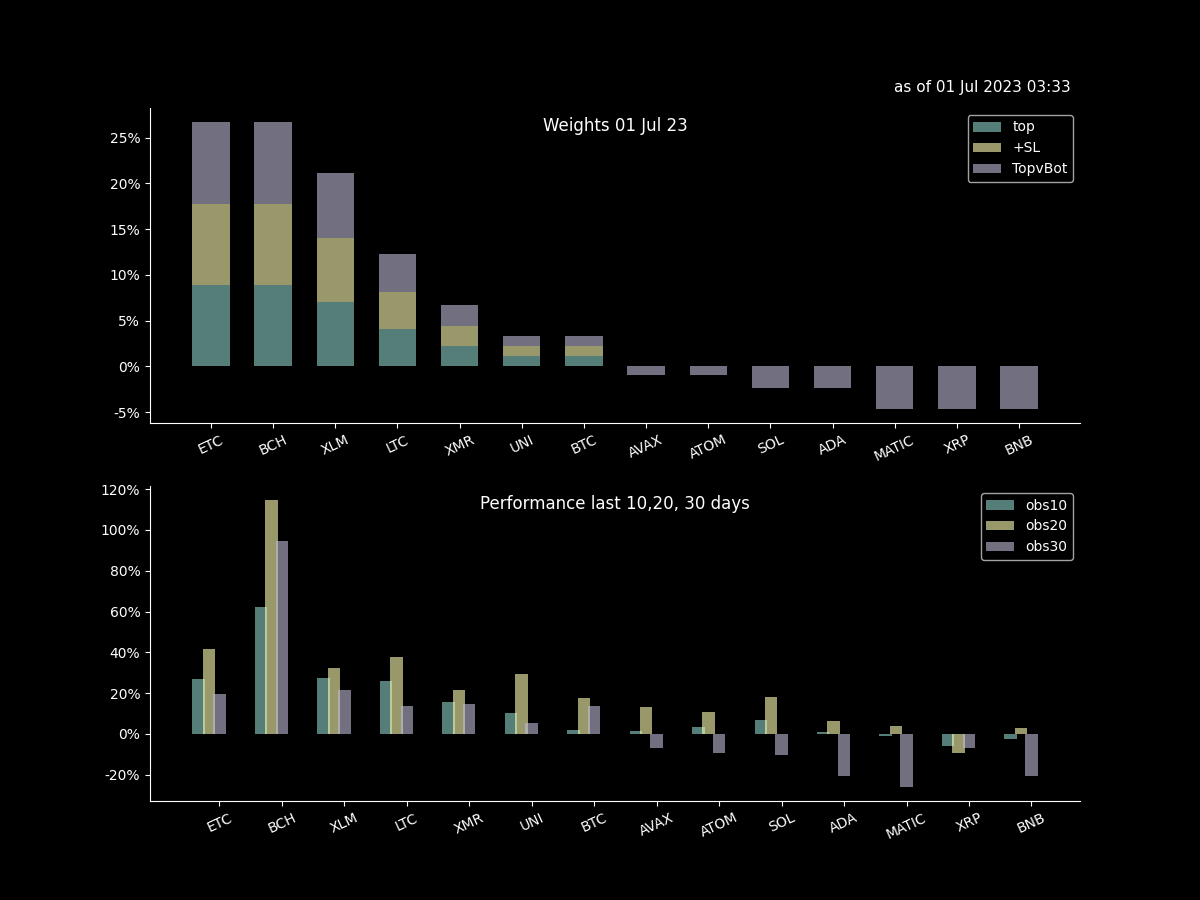 as of 01 Jul 2023 03:33
Weights 01 Jul 23
top
+SL
TopvBot
25%
20%
15%
10%
5%
0%
-5%
ETC BCH XLM LTC XMR UNI BTC AVAX ATOM SOL ADA MATIC XRP BNB
Performance last 10,20, 30 days
obs10
obs20
obs30
120%
100%
80%
60%
40%
20%
0%
-20%
ETC BCH XLM LTC XMR UNI BTC AVAX ATOM SOL ADA MATIC XRP BNB